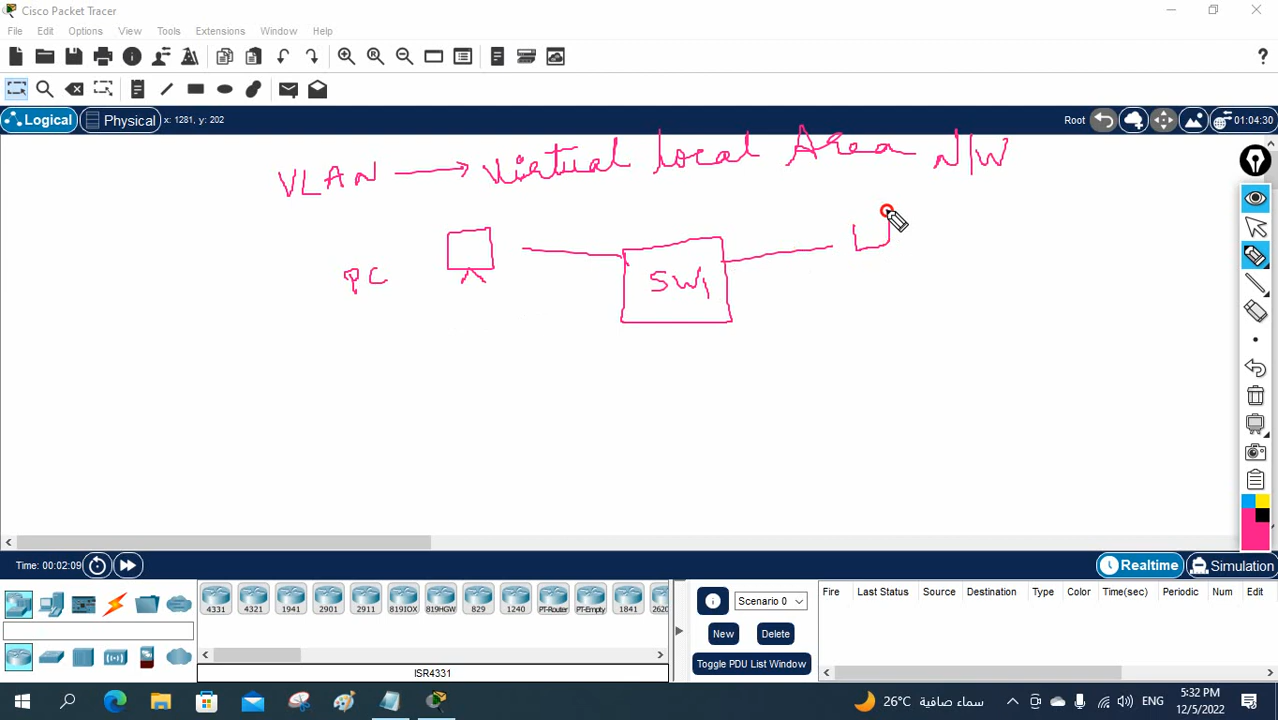 Cisco Packet Tracer
File Edit Options View Tools Extensions Window Help
Logical Physical x: 1281, y: 202 Root 01:04:30
VLAN → Virtual Local Area N/W
PC SW1
Time: 00:02:09 Realtime Simulation
4331 4321 1941 2901 2911 819IOX 819HGW 829 1240 PT-Router PT-Empty 1841 2620
ISR4331
Scenario 0
New Delete
Toggle PDU List Window
Fire Last Status Source Destination Type Color Time(sec) Periodic Num Edit
26°C سماء صافية ENG 5:32 PM
12/5/2022